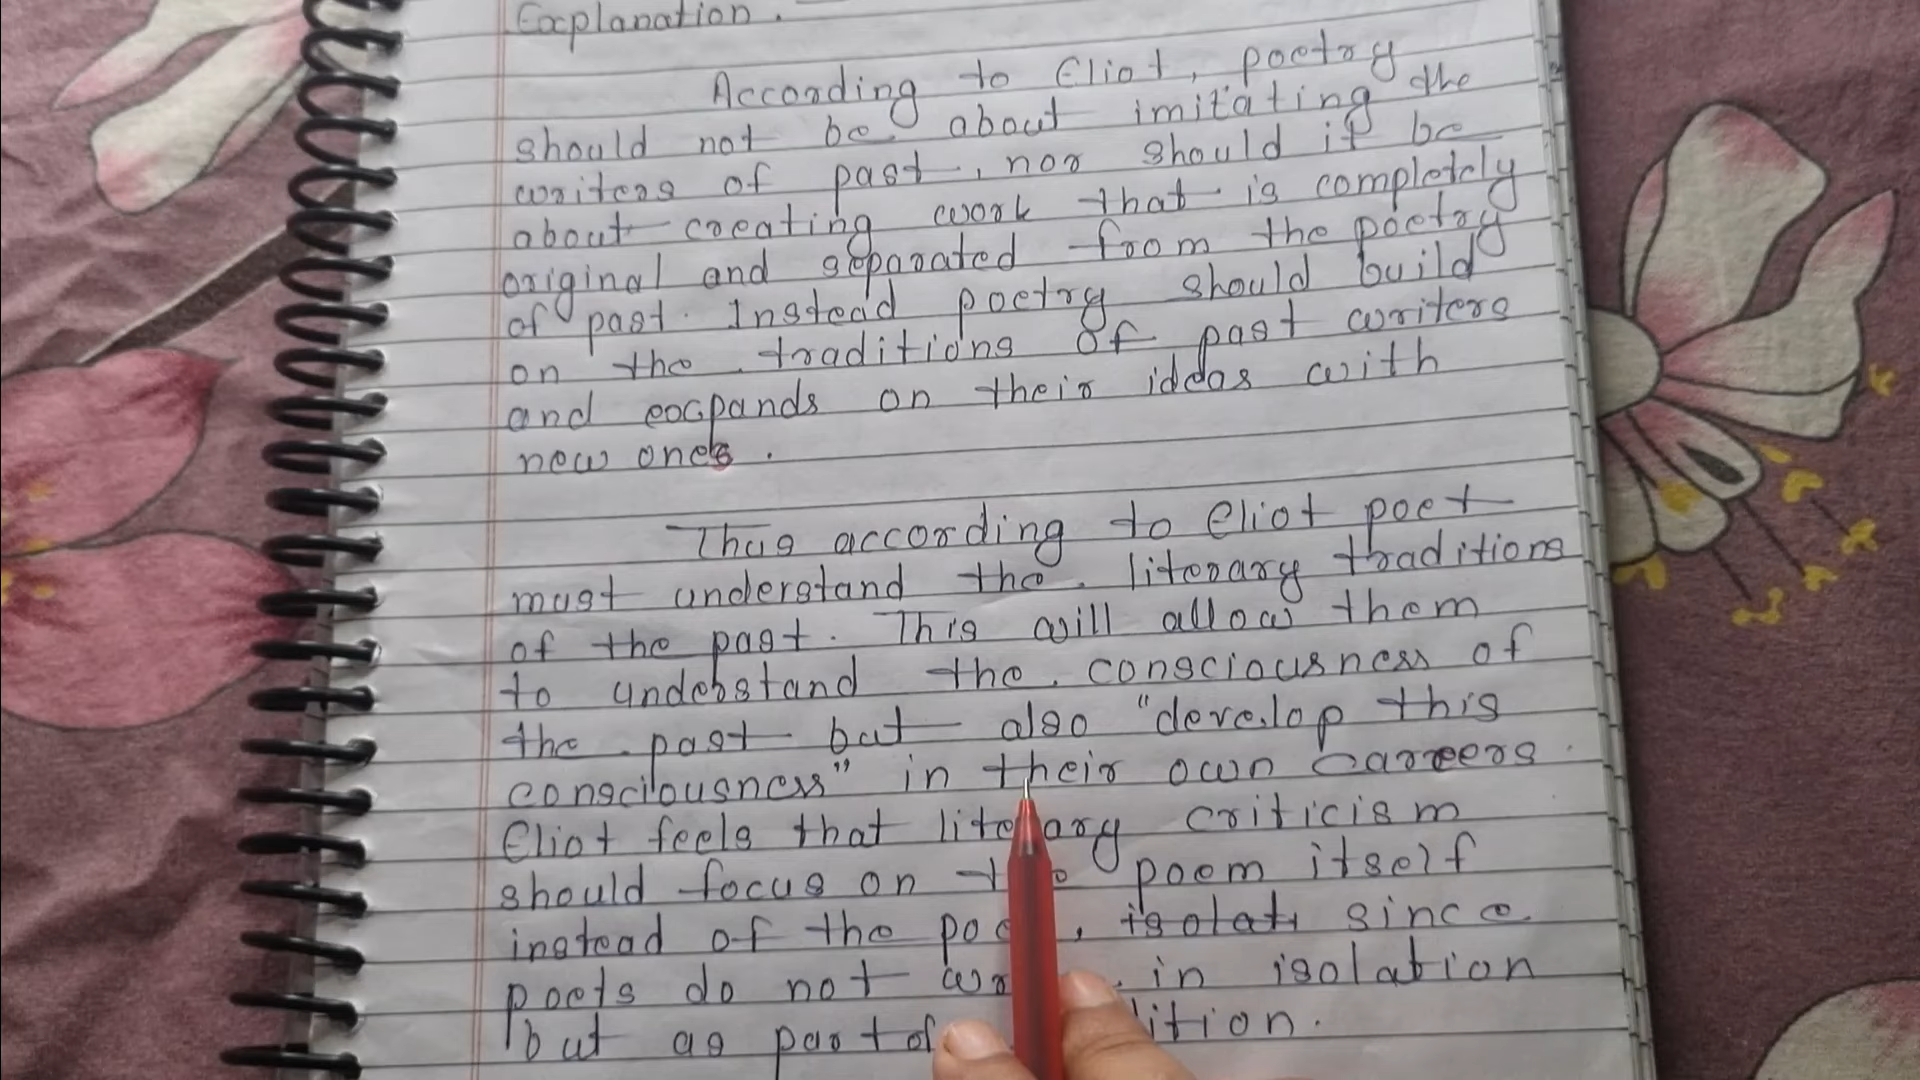 Explanation.
According to Eliot, poetry
should not be about imitating the
writers of past, nor should it be
about creating work that is completely
original and separated from the poetry
of past. Instead poetry should build
on the traditions of past writers
and expands on their ideas with
new ones.
Thus according to Eliot poet
must understand the literary traditions
of the past. This will allow them
to understand the consciousness of
the past but also "develop this
consciousness" in their own careers.
Eliot feels that literary criticism
should focus on poem itself
instead of the , isolati since
poets do not in isolation
but as part of